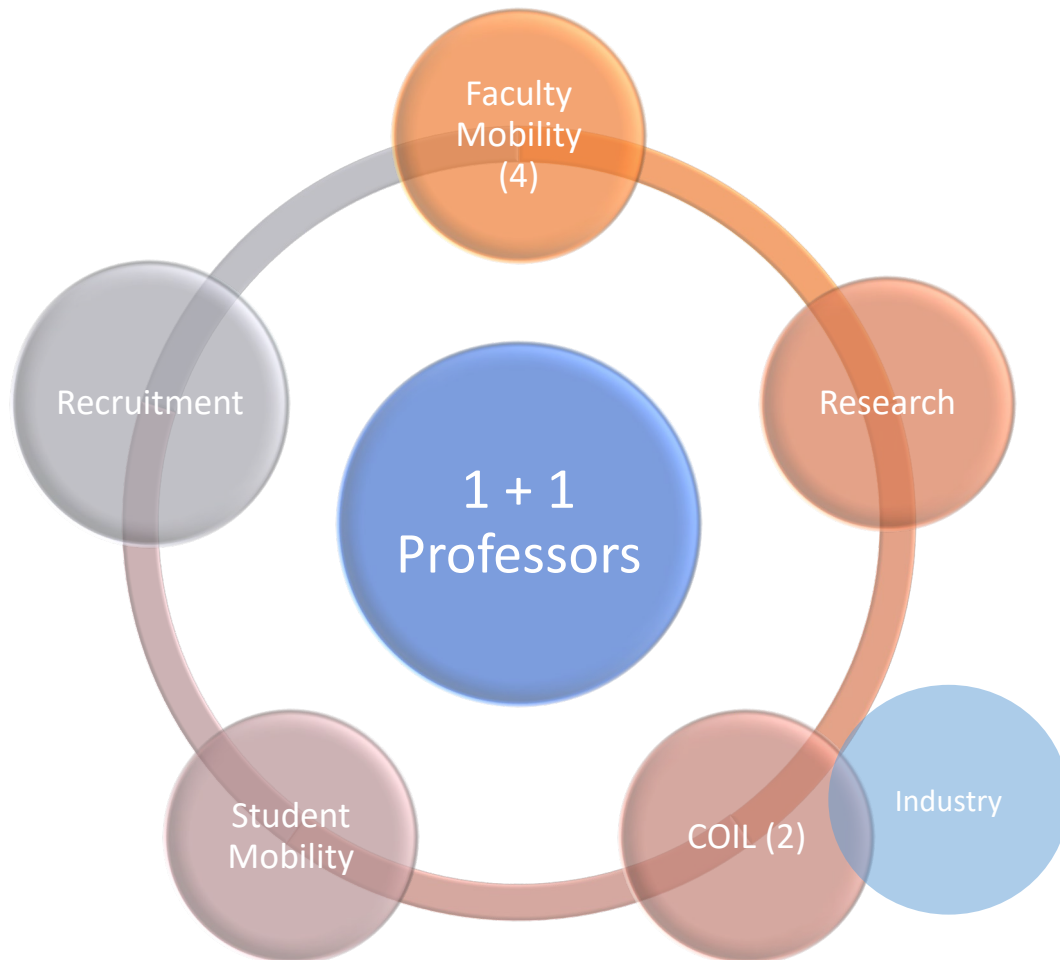 Faculty
Mobility
(4)
Recruitment
Research
1 + 1
Professors
Student
Mobility
COIL (2)
Industry